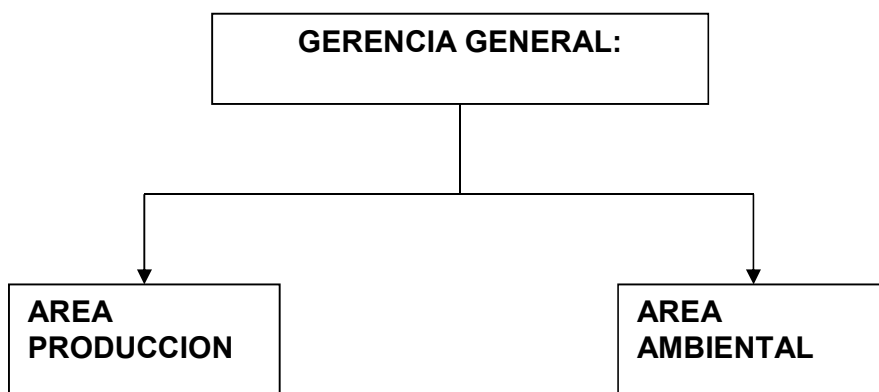 GERENCIA GENERAL:
AREA
PRODUCCION
AREA
AMBIENTAL